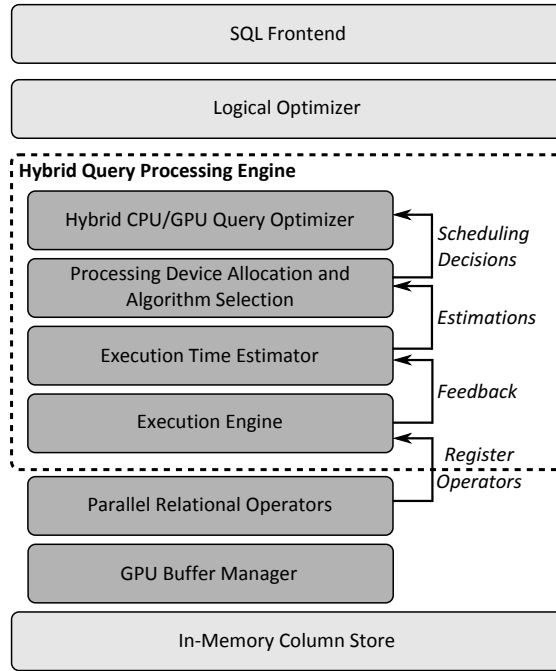 SQL Frontend
Logical Optimizer
Hybrid Query Processing Engine
Hybrid CPU/GPU Query Optimizer
Scheduling
Decisions
Processing Device Allocation and
Algorithm Selection
Estimations
Execution Time Estimator
Feedback
Execution Engine
Register
Operators
Parallel Relational Operators
GPU Buffer Manager
In-Memory Column Store